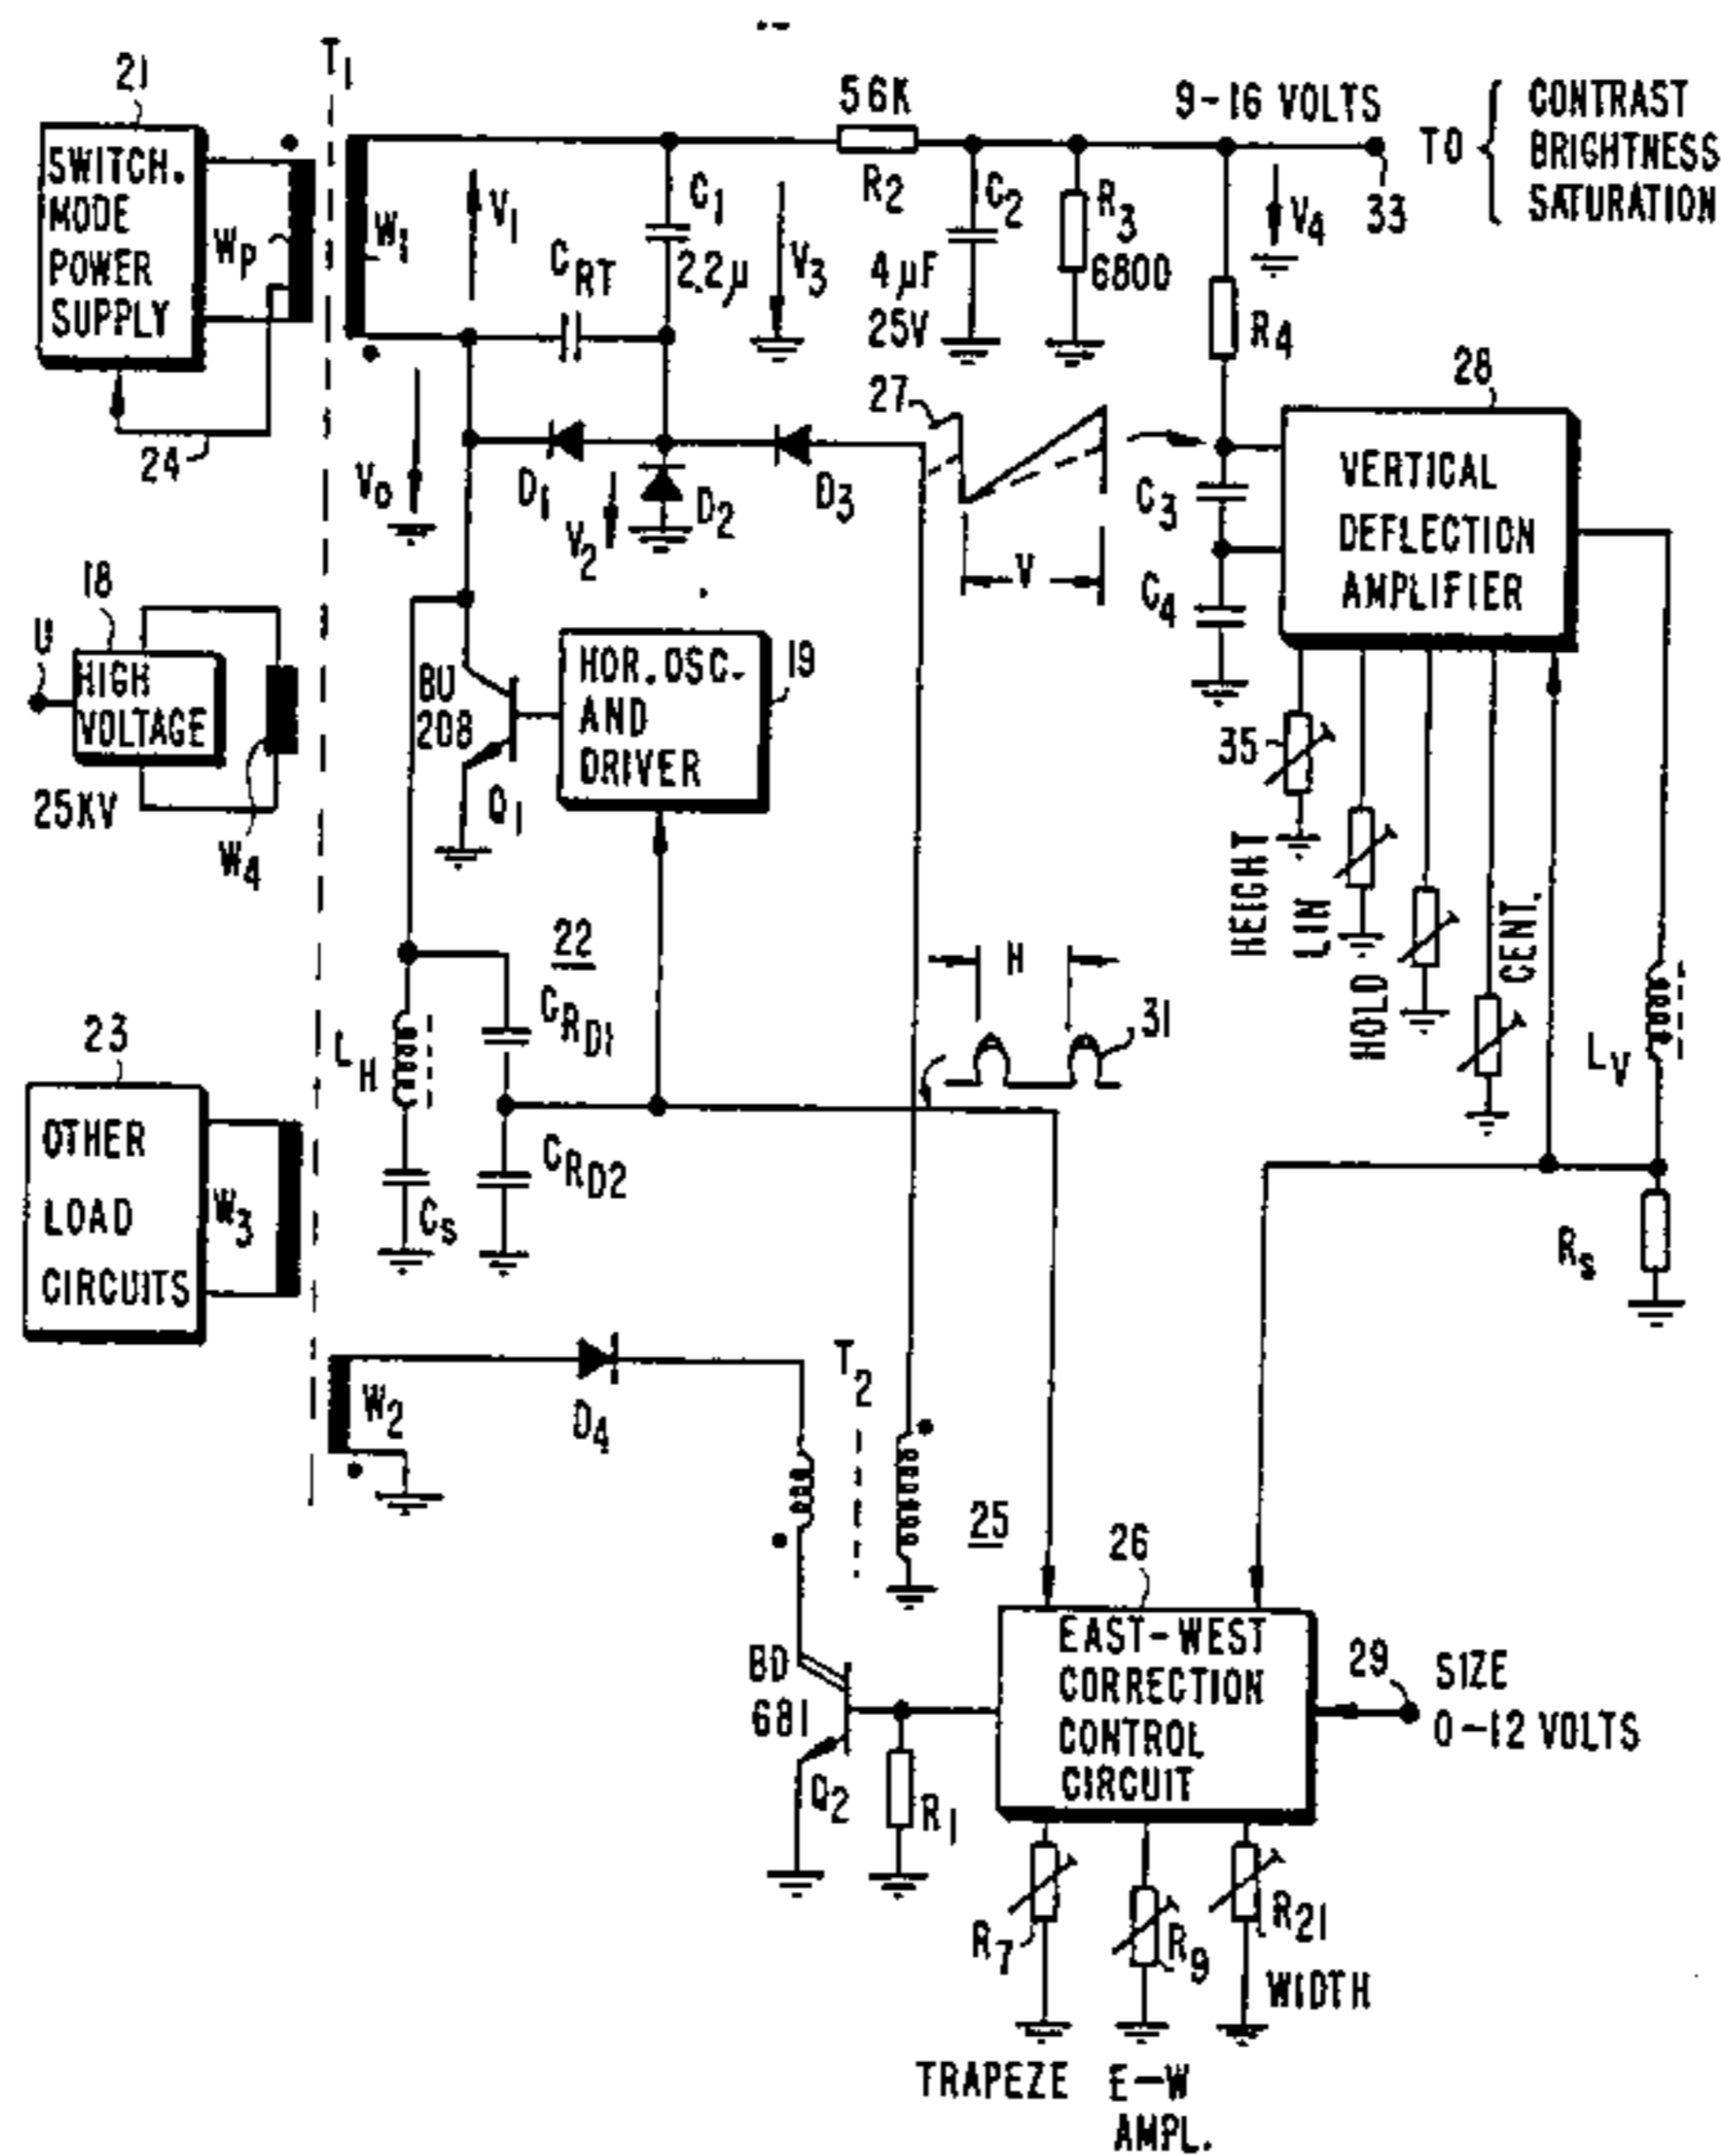 21
T1
SWITCH.
MODE
POWER
SUPPLY
WP
24
W1
V1
C1
2.2µ
CRT
V3
56K
R2
C2
4µF
25V
R3
6800
9-16 VOLTS
V4
33
TO { CONTRAST
BRIGHTNESS
SATURATION
R4
28
27
V0
D1
V2
D2
D3
V
C3
C4
VERTICAL
DEFLECTION
AMPLIFIER
18
U
HIGH
VOLTAGE
25KV
W4
BU
208
Q1
HOR. OSC-
AND
DRIVER
19
35
HEIGHT
LIN
HOLD
CENT.
22
CRD1
LH
H
31
LV
23
OTHER
LOAD
CIRCUITS
W3
CS
CRD2
RS
W2
D4
T2
25
26
BD
681
Q2
R1
EAST-WEST
CORRECTION
CONTROL
CIRCUIT
29
SIZE
0-12 VOLTS
R7
R9
R21
WIDTH
TRAPEZE
E-W
AMPL.